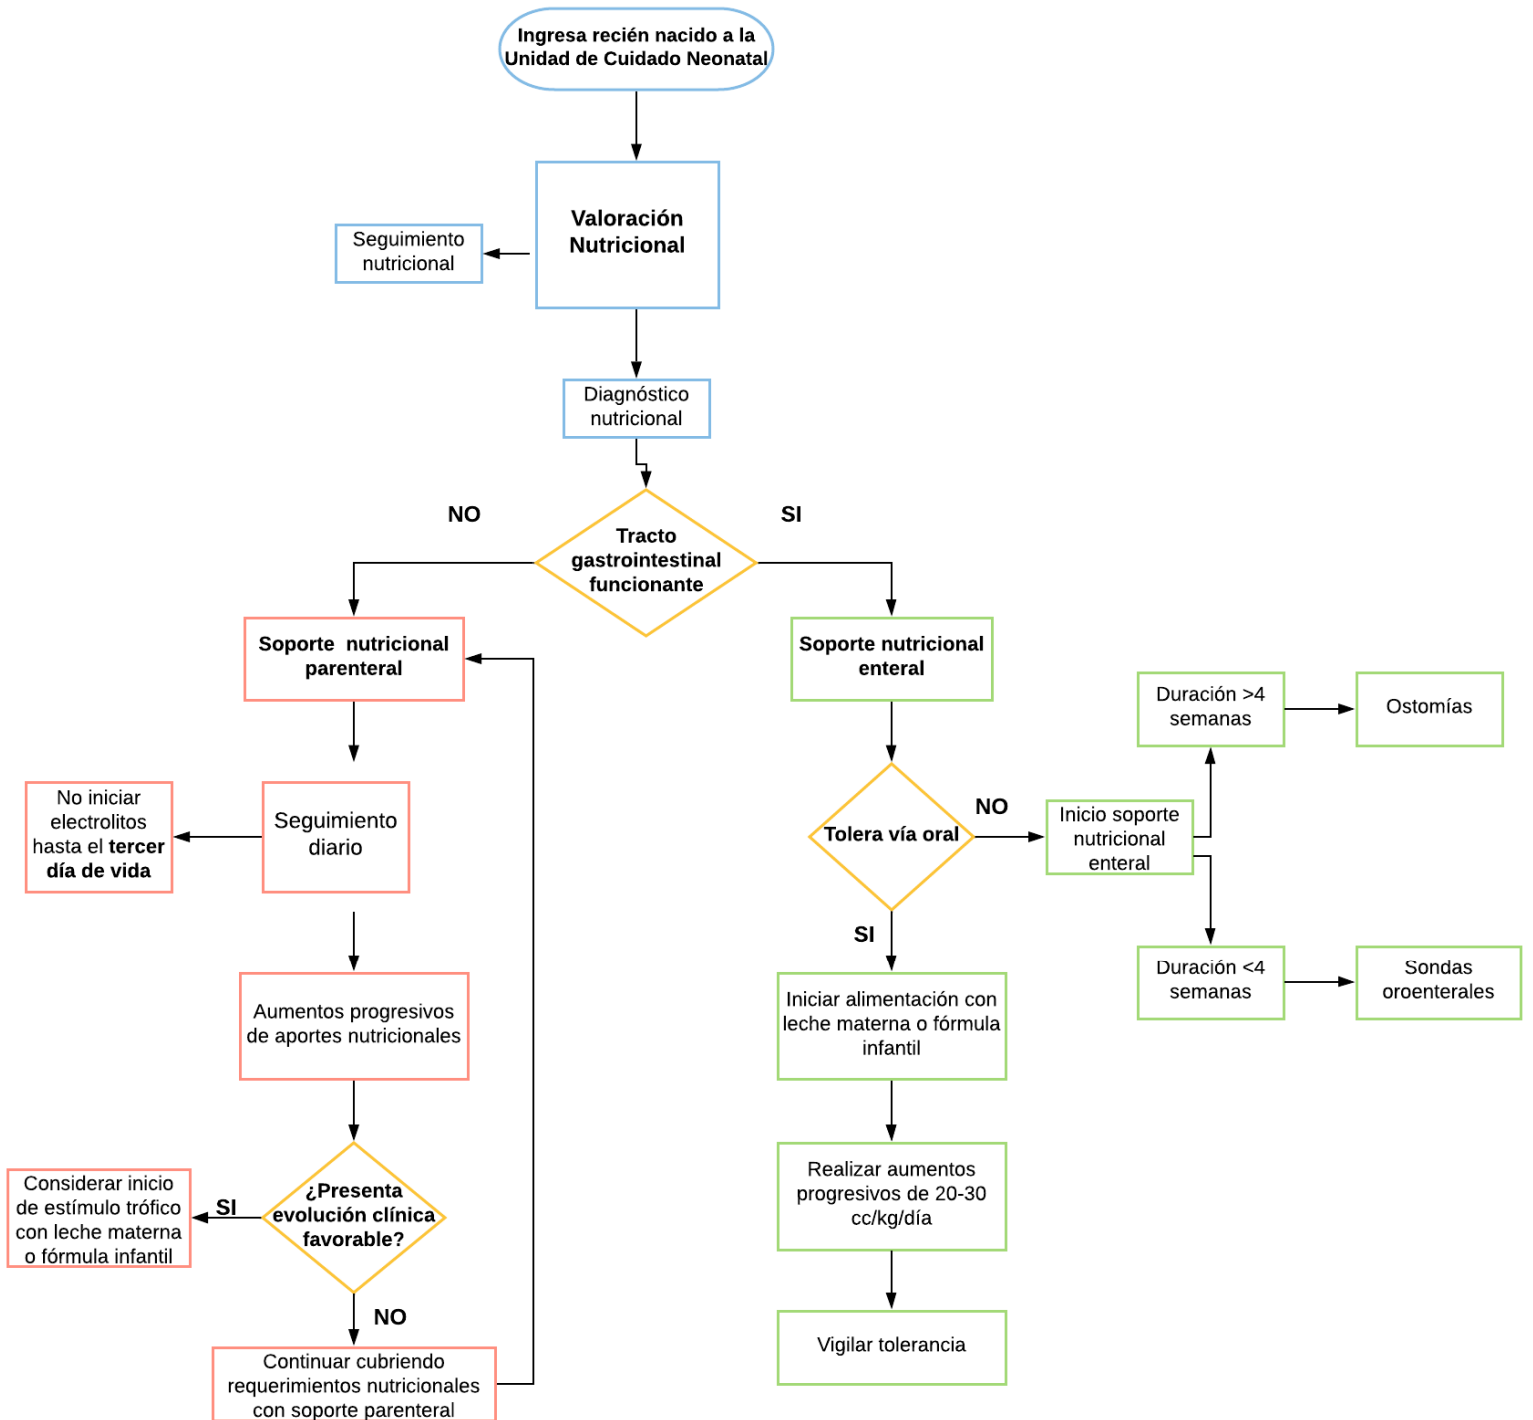 Ingresa recién nacido a la
Unidad de Cuidado Neonatal
Valoración
Nutricional
Seguimiento
nutricional
Diagnóstico
nutricional
NO
SI
Tracto
gastrointestinal
funcionante
Soporte nutricional
parenteral
Soporte nutricional
enteral
Duración >4
semanas
Ostomías
No iniciar
electrolitos
hasta el tercer
día de vida
Seguimiento
diario
Tolera vía oral
NO
Inicio soporte
nutricional
enteral
SI
Duración <4
semanas
Sondas
oroenterales
Aumentos progresivos
de aportes nutricionales
Iniciar alimentación con
leche materna o fórmula
infantil
Considerar inicio
de estímulo trófico
con leche materna
o fórmula infantil
SI
¿Presenta
evolución clínica
favorable?
Realizar aumentos
progresivos de 20-30
cc/kg/día
NO
Continuar cubriendo
requerimientos nutricionales
con soporte parenteral
Vigilar tolerancia